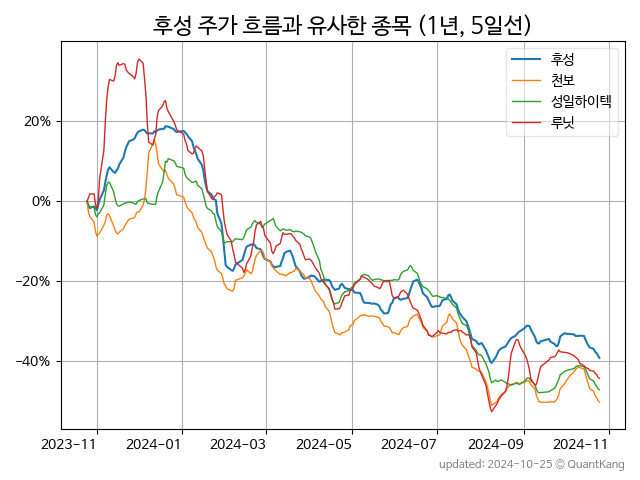 후성 주가 흐름과 유사한 종목 (1년, 5일선)
후성
천보
성일하이텍
루닛
20%
0%
−20%
−40%
2023−11
2024−01
2024−03
2024−05
2024−07
2024−09
2024−11
updated: 2024-10-25 © QuantKang